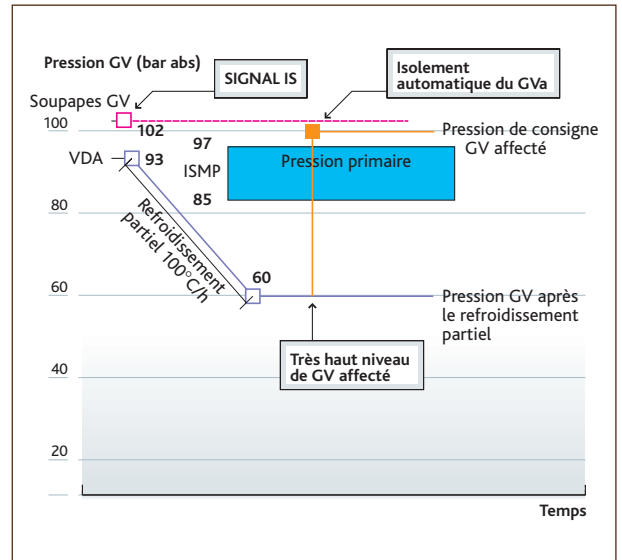 Pression GV (bar abs)
SIGNAL IS
Isolement
automatique du GVa
Soupapes GV
100
102
97
Pression de consigne
GV affecté
VDA
93
ISMP
Pression primaire
85
80
Refroidissement
partiel 100°C/h
60
60
Pression GV après
le refroidissement
partiel
Très haut niveau
de GV affecté
40
20
Temps